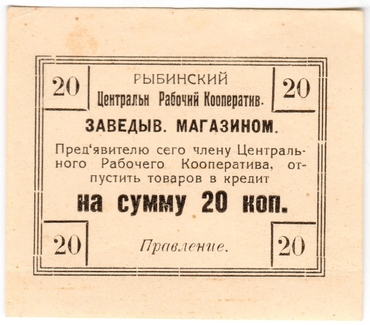 20 РЫБИНСКИЙ 20
Центральн Рабочий Кооператив.
ЗАВЕДЫВ. МАГАЗИНОМ.
Пред‘явителю сего члену Централь-
ного Рабочего Кооператива, от-
пустить товаров в кредит
на сумму 20 коп.
20 Правление. 20